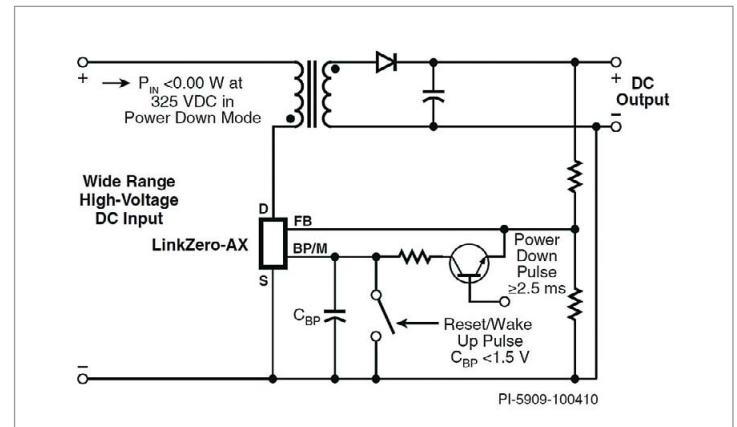 +
P_IN <0.00 W at
325 VDC in
Power Down Mode
+
DC
Output
−
Wide Range
High-Voltage
DC Input
LinkZero-AX
D
FB
BP/M
S
Power
Down
Pulse
≥2.5 ms
C_BP
Reset/Wake
Up Pulse
C_BP <1.5 V
−
PI-5909-100410